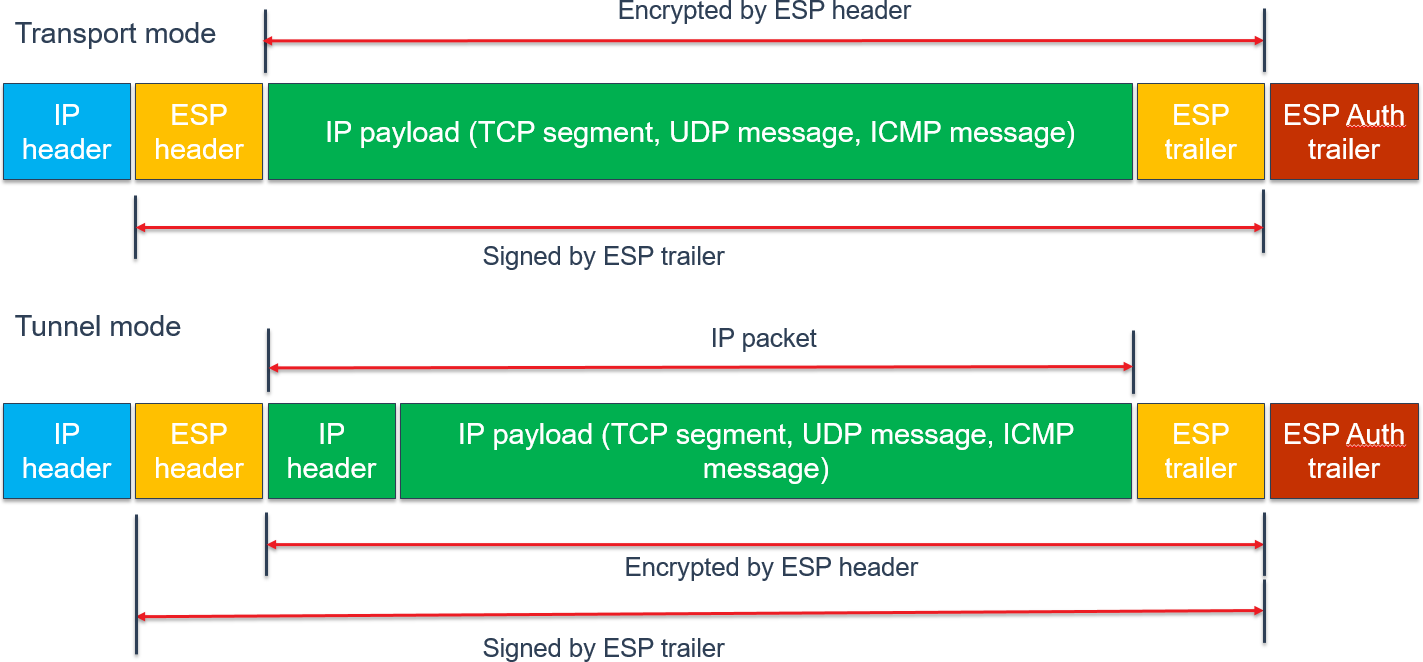 Encrypted by ESP header
Transport mode
IP header
ESP header
IP payload (TCP segment, UDP message, ICMP message)
ESP trailer
ESP Auth trailer
Signed by ESP trailer
Tunnel mode
IP packet
IP header
ESP header
IP header
IP payload (TCP segment, UDP message, ICMP
message)
ESP trailer
ESP Auth trailer
Encrypted by ESP header
Signed by ESP trailer